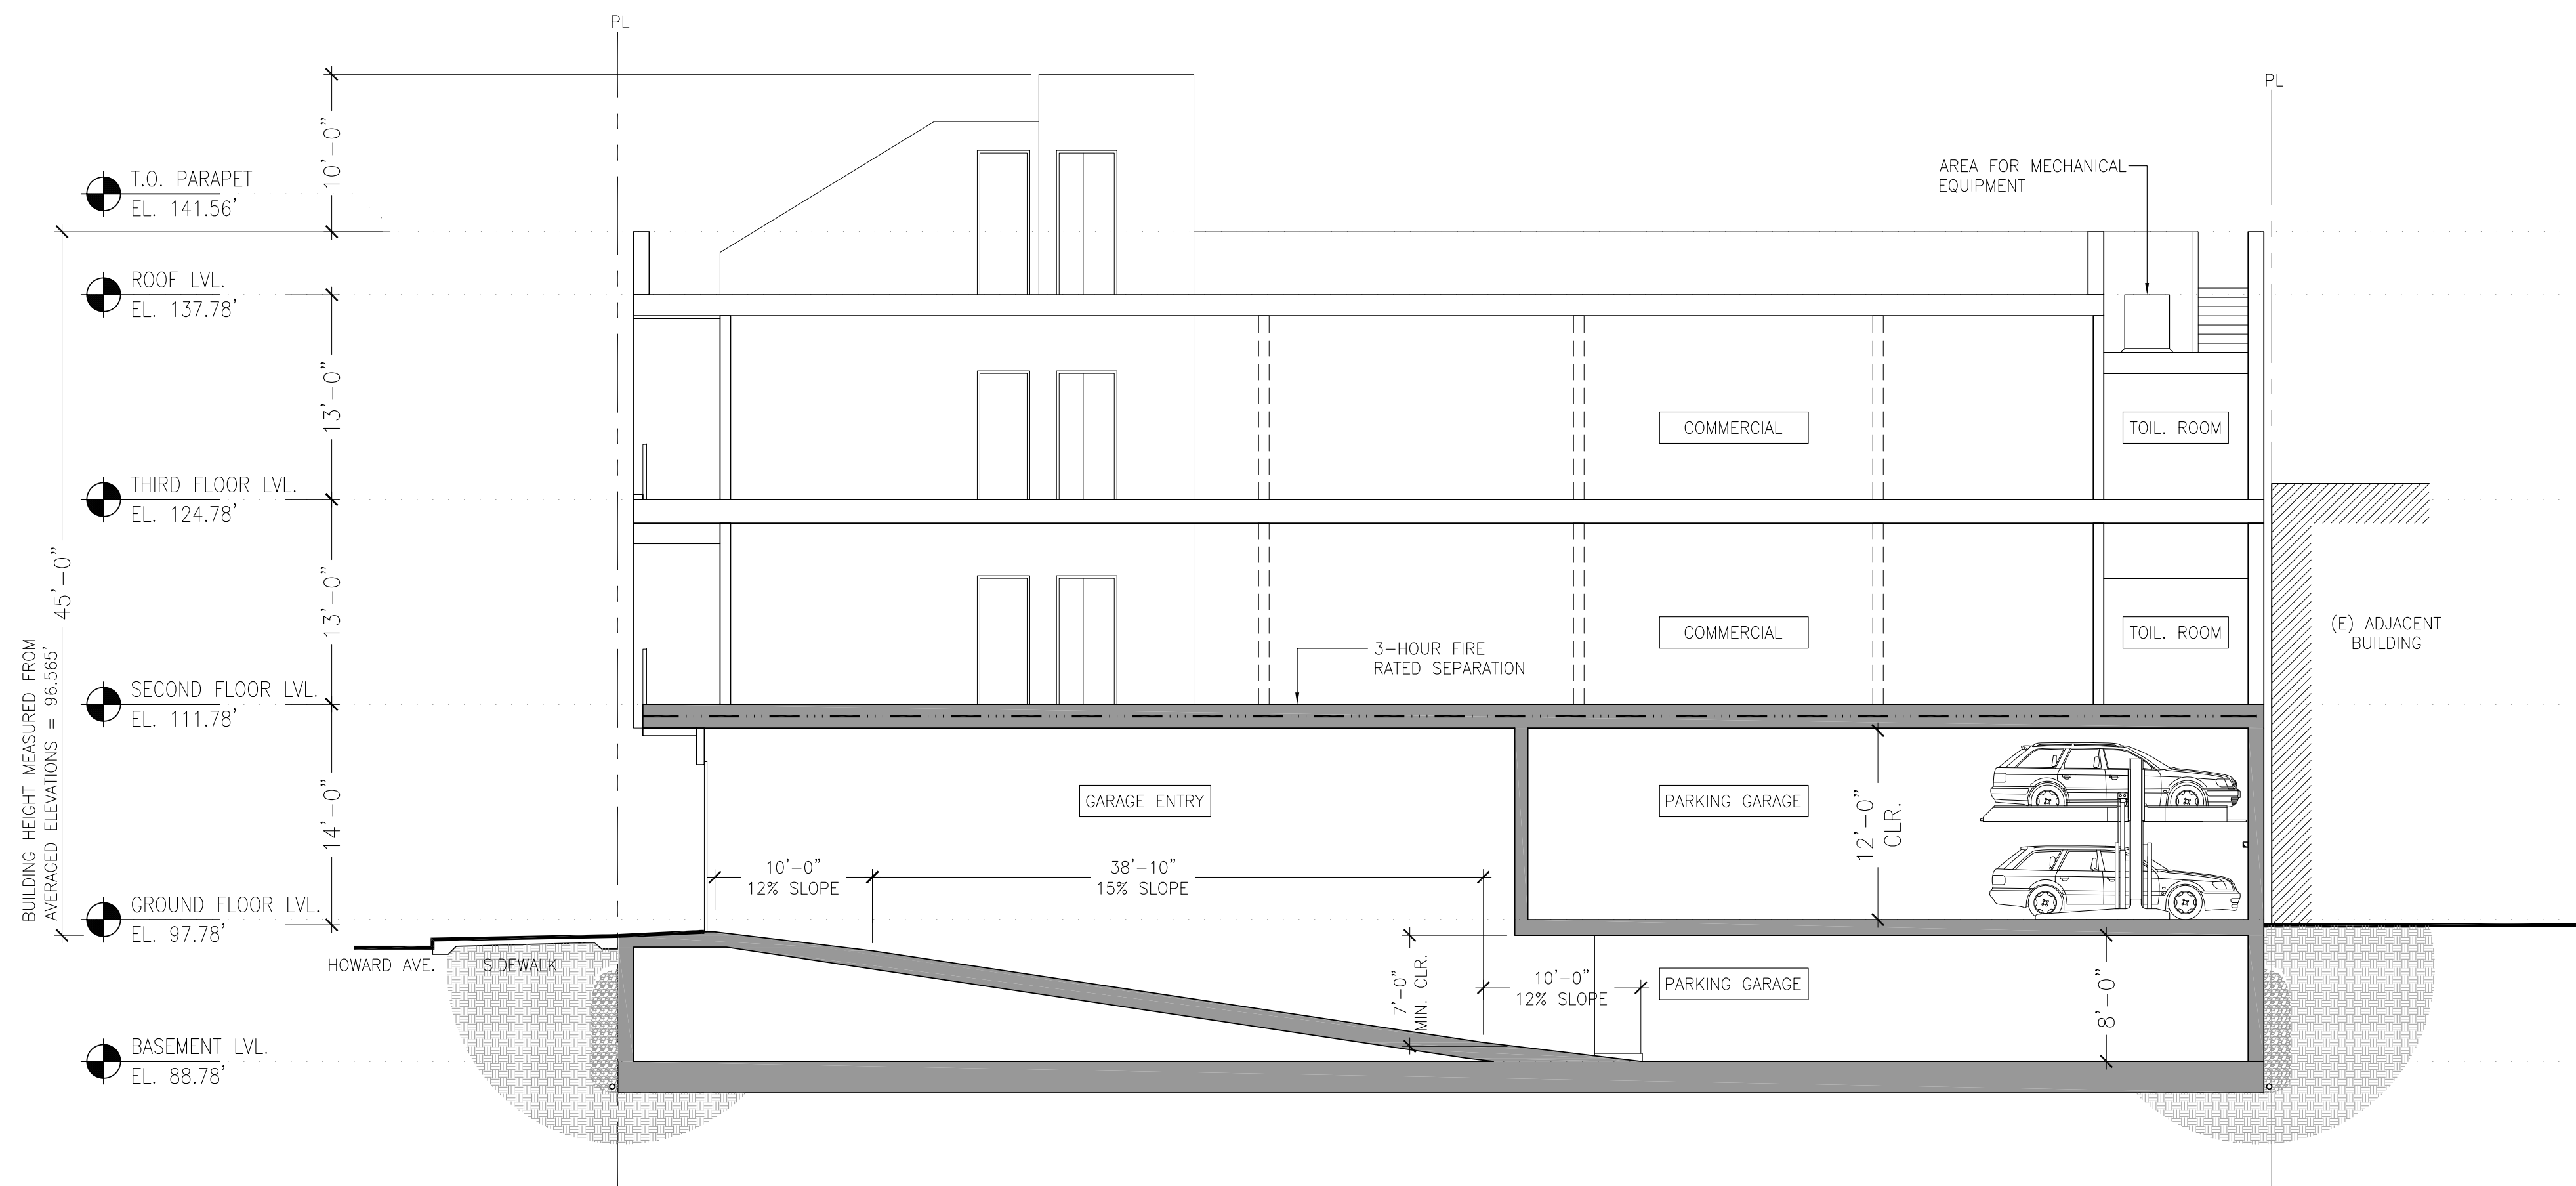 PL
PL
10'-0"
T.O. PARAPET
EL. 141.56'
AREA FOR MECHANICAL
EQUIPMENT
ROOF LVL.
EL. 137.78'
13'-0"
COMMERCIAL
TOIL. ROOM
THIRD FLOOR LVL.
EL. 124.78'
45'-0"
BUILDING HEIGHT MEASURED FROM
AVERAGED ELEVATIONS = 96.565'
13'-0"
COMMERCIAL
TOIL. ROOM
(E) ADJACENT
BUILDING
3-HOUR FIRE
RATED SEPARATION
SECOND FLOOR LVL.
EL. 111.78'
14'-0"
GARAGE ENTRY
PARKING GARAGE
12'-0"
CLR.
10'-0"
12% SLOPE
38'-10"
15% SLOPE
GROUND FLOOR LVL.
EL. 97.78'
HOWARD AVE.
SIDEWALK
7'-0"
MIN. CLR.
10'-0"
12% SLOPE
PARKING GARAGE
8'-0"
BASEMENT LVL.
EL. 88.78'